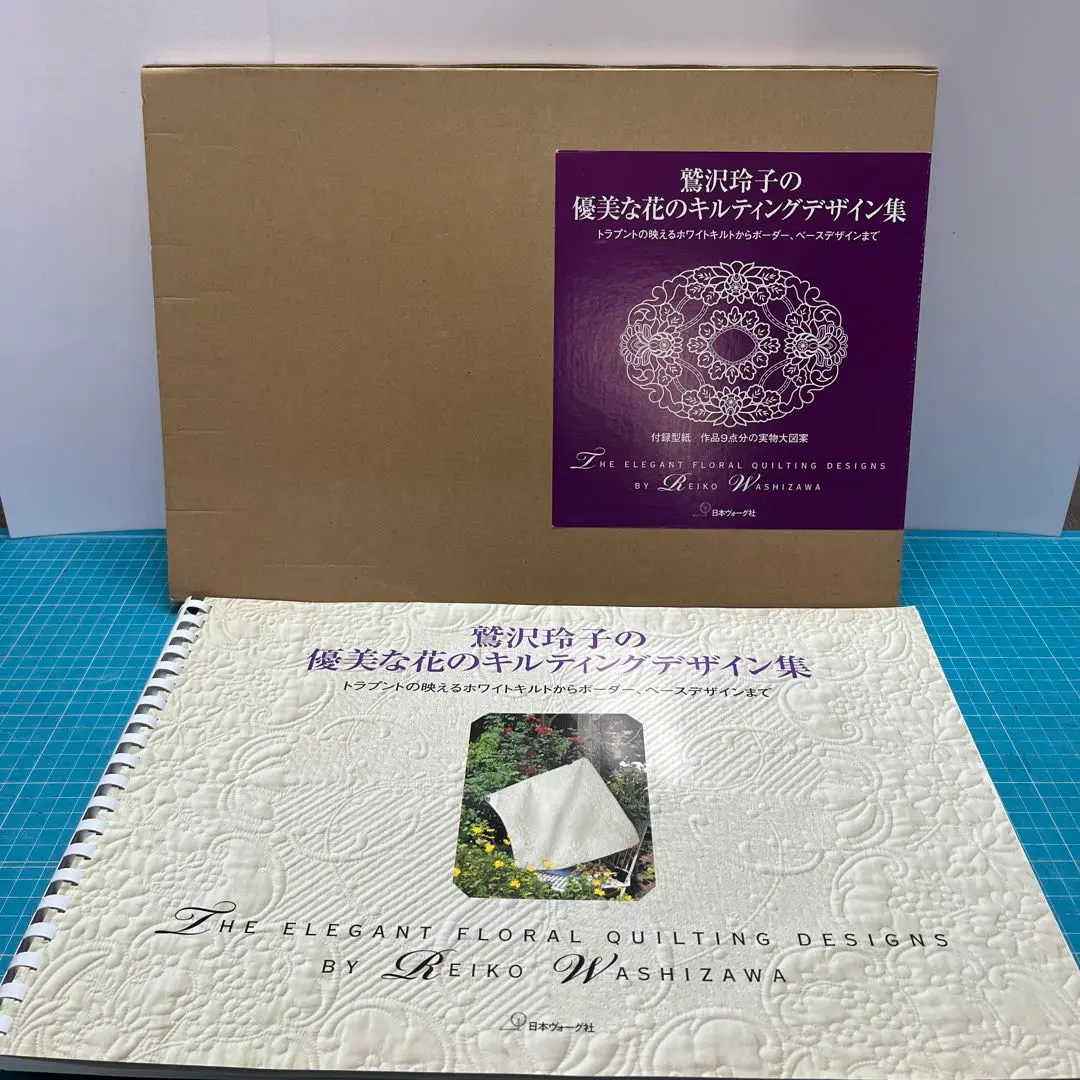 鷲沢玲子の
優美な花のキルティングデザイン集
トラプントの映えるホワイトキルトからボーダー、ベースデザインまで
付録型紙/作品9点分の実物大図案
THE ELEGANT FLORAL QUILTING DESIGNS
BY REIKO WASHIZAWA
日本ヴォーグ社
鷲沢玲子の
優美な花のキルティングデザイン集
トラプントの映えるホワイトキルトからボーダー、ベースデザインまで
THE ELEGANT FLORAL QUILTING DESIGNS
BY REIKO WASHIZAWA
日本ヴォーグ社